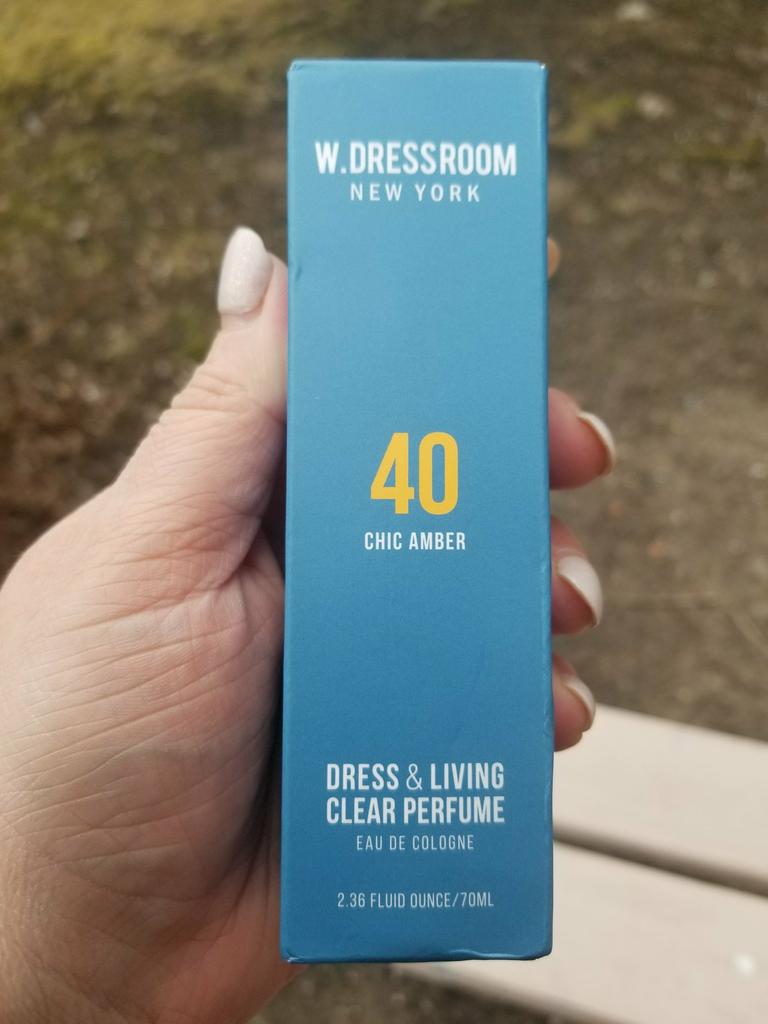 W.DRESSROOM
NEW YORK
40
CHIC AMBER
DRESS & LIVING
CLEAR PERFUME
EAU DE COLOGNE
2.36 FLUID OUNCE/70ML